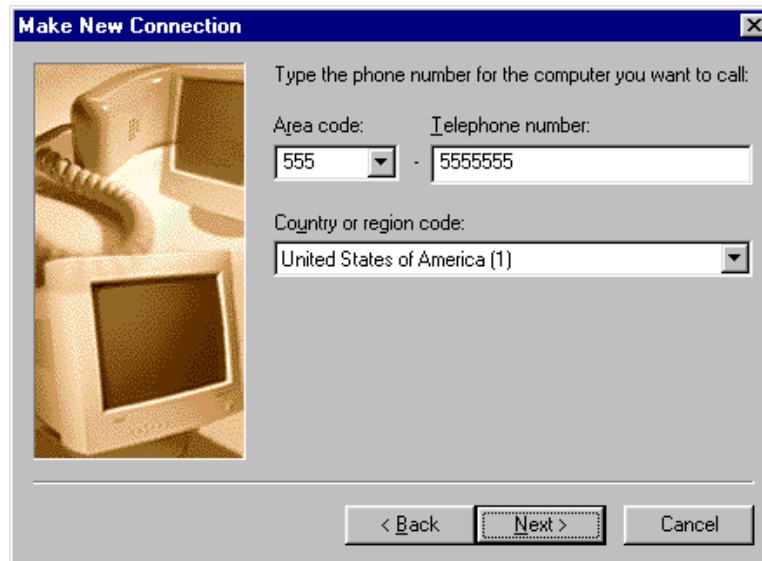 Make New Connection
Type the phone number for the computer you want to call:
Area code: Telephone number:
555 - 5555555
Country or region code:
United States of America (1)
< Back Next > Cancel